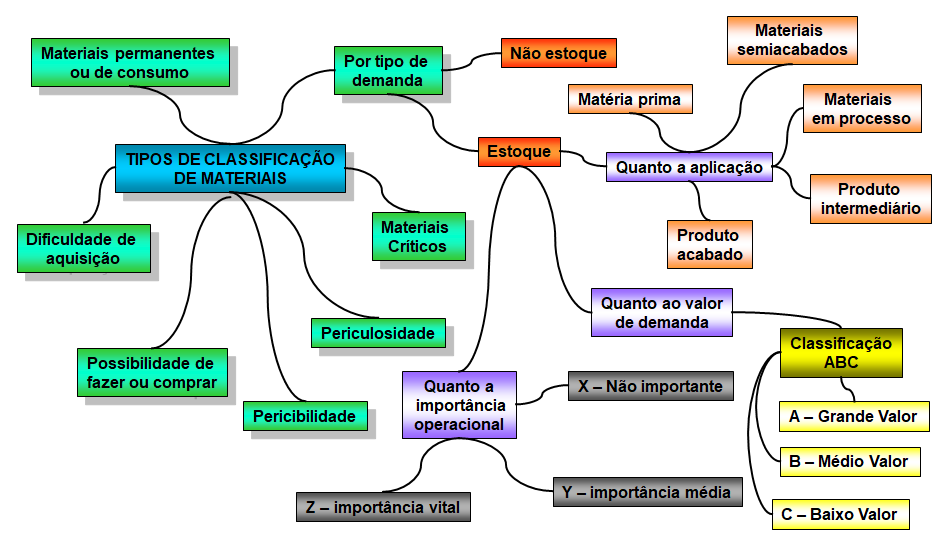 Materiais permanentes
ou de consumo
Por tipo de
demanda
Não estoque
Materiais
semiacabados
Matéria prima
Materiais
em processo
TIPOS DE CLASSIFICAÇÃO
DE MATERIAIS
Estoque
Quanto a aplicação
Produto
intermediário
Dificuldade de
aquisição
Materiais
Críticos
Produto
acabado
Quanto ao valor
de demanda
Periculosidade
Classificação
ABC
Possibilidade de
fazer ou comprar
Quanto a
importância
operacional
X – Não importante
Pericibilidade
A – Grande Valor
B – Médio Valor
Z – importância vital
Y – importância média
C – Baixo Valor